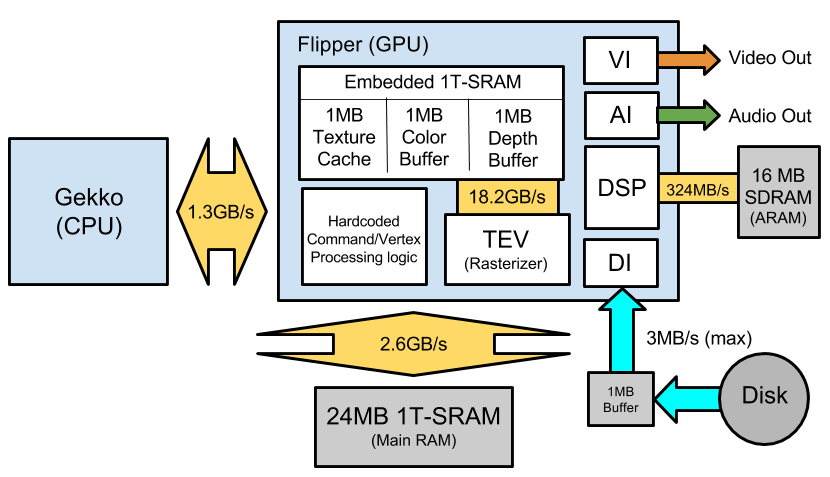 Flipper (GPU)
Embedded 1T-SRAM
1MB
Texture
Cache
1MB
Color
Buffer
1MB
Depth
Buffer
VI
Video Out
AI
Audio Out
Gekko
(CPU)
1.3GB/s
18.2GB/s
DSP
324MB/s
16 MB
SDRAM
(ARAM)
Hardcoded
Command/Vertex
Processing logic
TEV
(Rasterizer)
DI
2.6GB/s
3MB/s (max)
24MB 1T-SRAM
(Main RAM)
1MB
Buffer
Disk